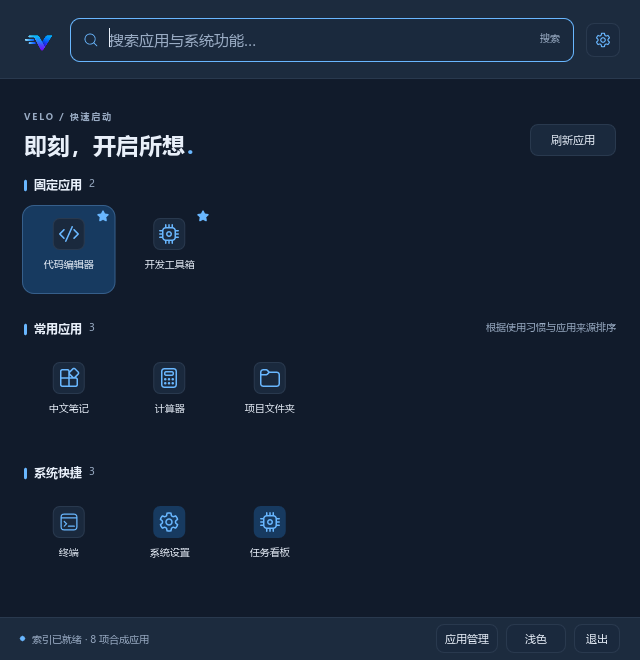 搜索应用与系统功能... 搜索
VELO / 快速启动
即刻，开启所想.
刷新应用
固定应用 2
代码编辑器 开发工具箱
常用应用 3 根据使用习惯与应用来源排序
中文笔记 计算器 项目文件夹
系统快捷 3
终端 系统设置 任务看板
索引已就绪 · 8 项合成应用 应用管理 浅色 退出